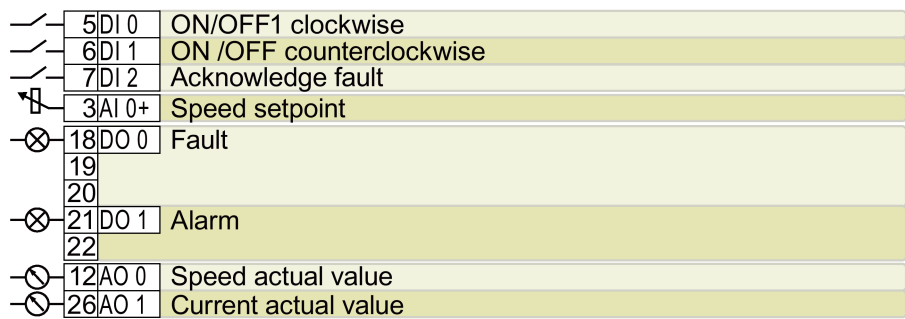 5 DI 0 ON/OFF1 clockwise
6 DI 1 ON /OFF counterclockwise
7 DI 2 Acknowledge fault
3 AI 0+ Speed setpoint
18 DO 0 Fault
19
20
21 DO 1 Alarm
22
12 AO 0 Speed actual value
26 AO 1 Current actual value